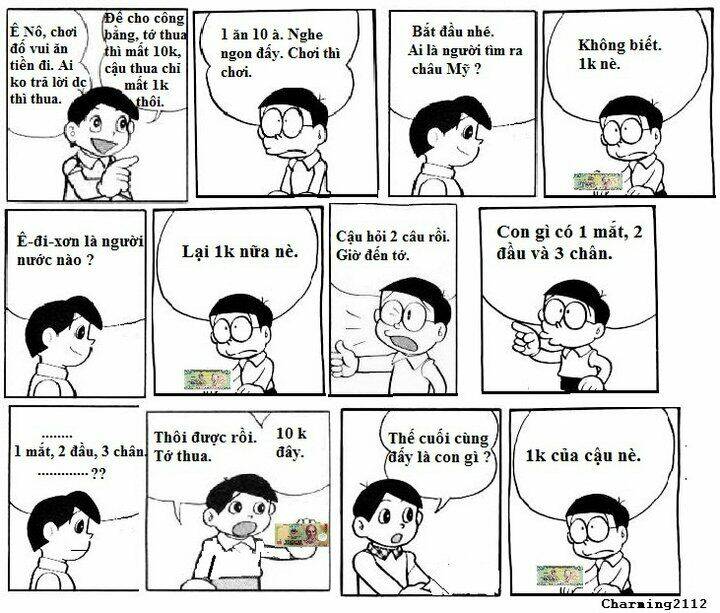 Ê Nô, chơi
đố vui ăn
tiền đi. Ai
ko trả lời dc
thì thua.
Để cho công
bằng, tớ thua
thì mất 10k,
cậu thua chỉ
mất 1k
thôi.
1 ăn 10 à. Nghe
ngon đấy. Chơi thì
chơi.
Bắt đầu nhé.
Ai là người tìm ra
châu Mỹ ?
Không biết.
1k nè.
Ê-đi-xơn là người
nước nào ?
Lại 1k nữa nè.
Cậu hỏi 2 câu rồi.
Giờ đến tớ.
Con gì có 1 mắt, 2
đầu và 3 chân.
........
1 mắt, 2 đầu, 3 chân.
.............??
Thôi được rồi.
Tớ thua.
10 k
đây.
Thế cuối cùng
đấy là con gì ?
1k của cậu nè.
Charming2112